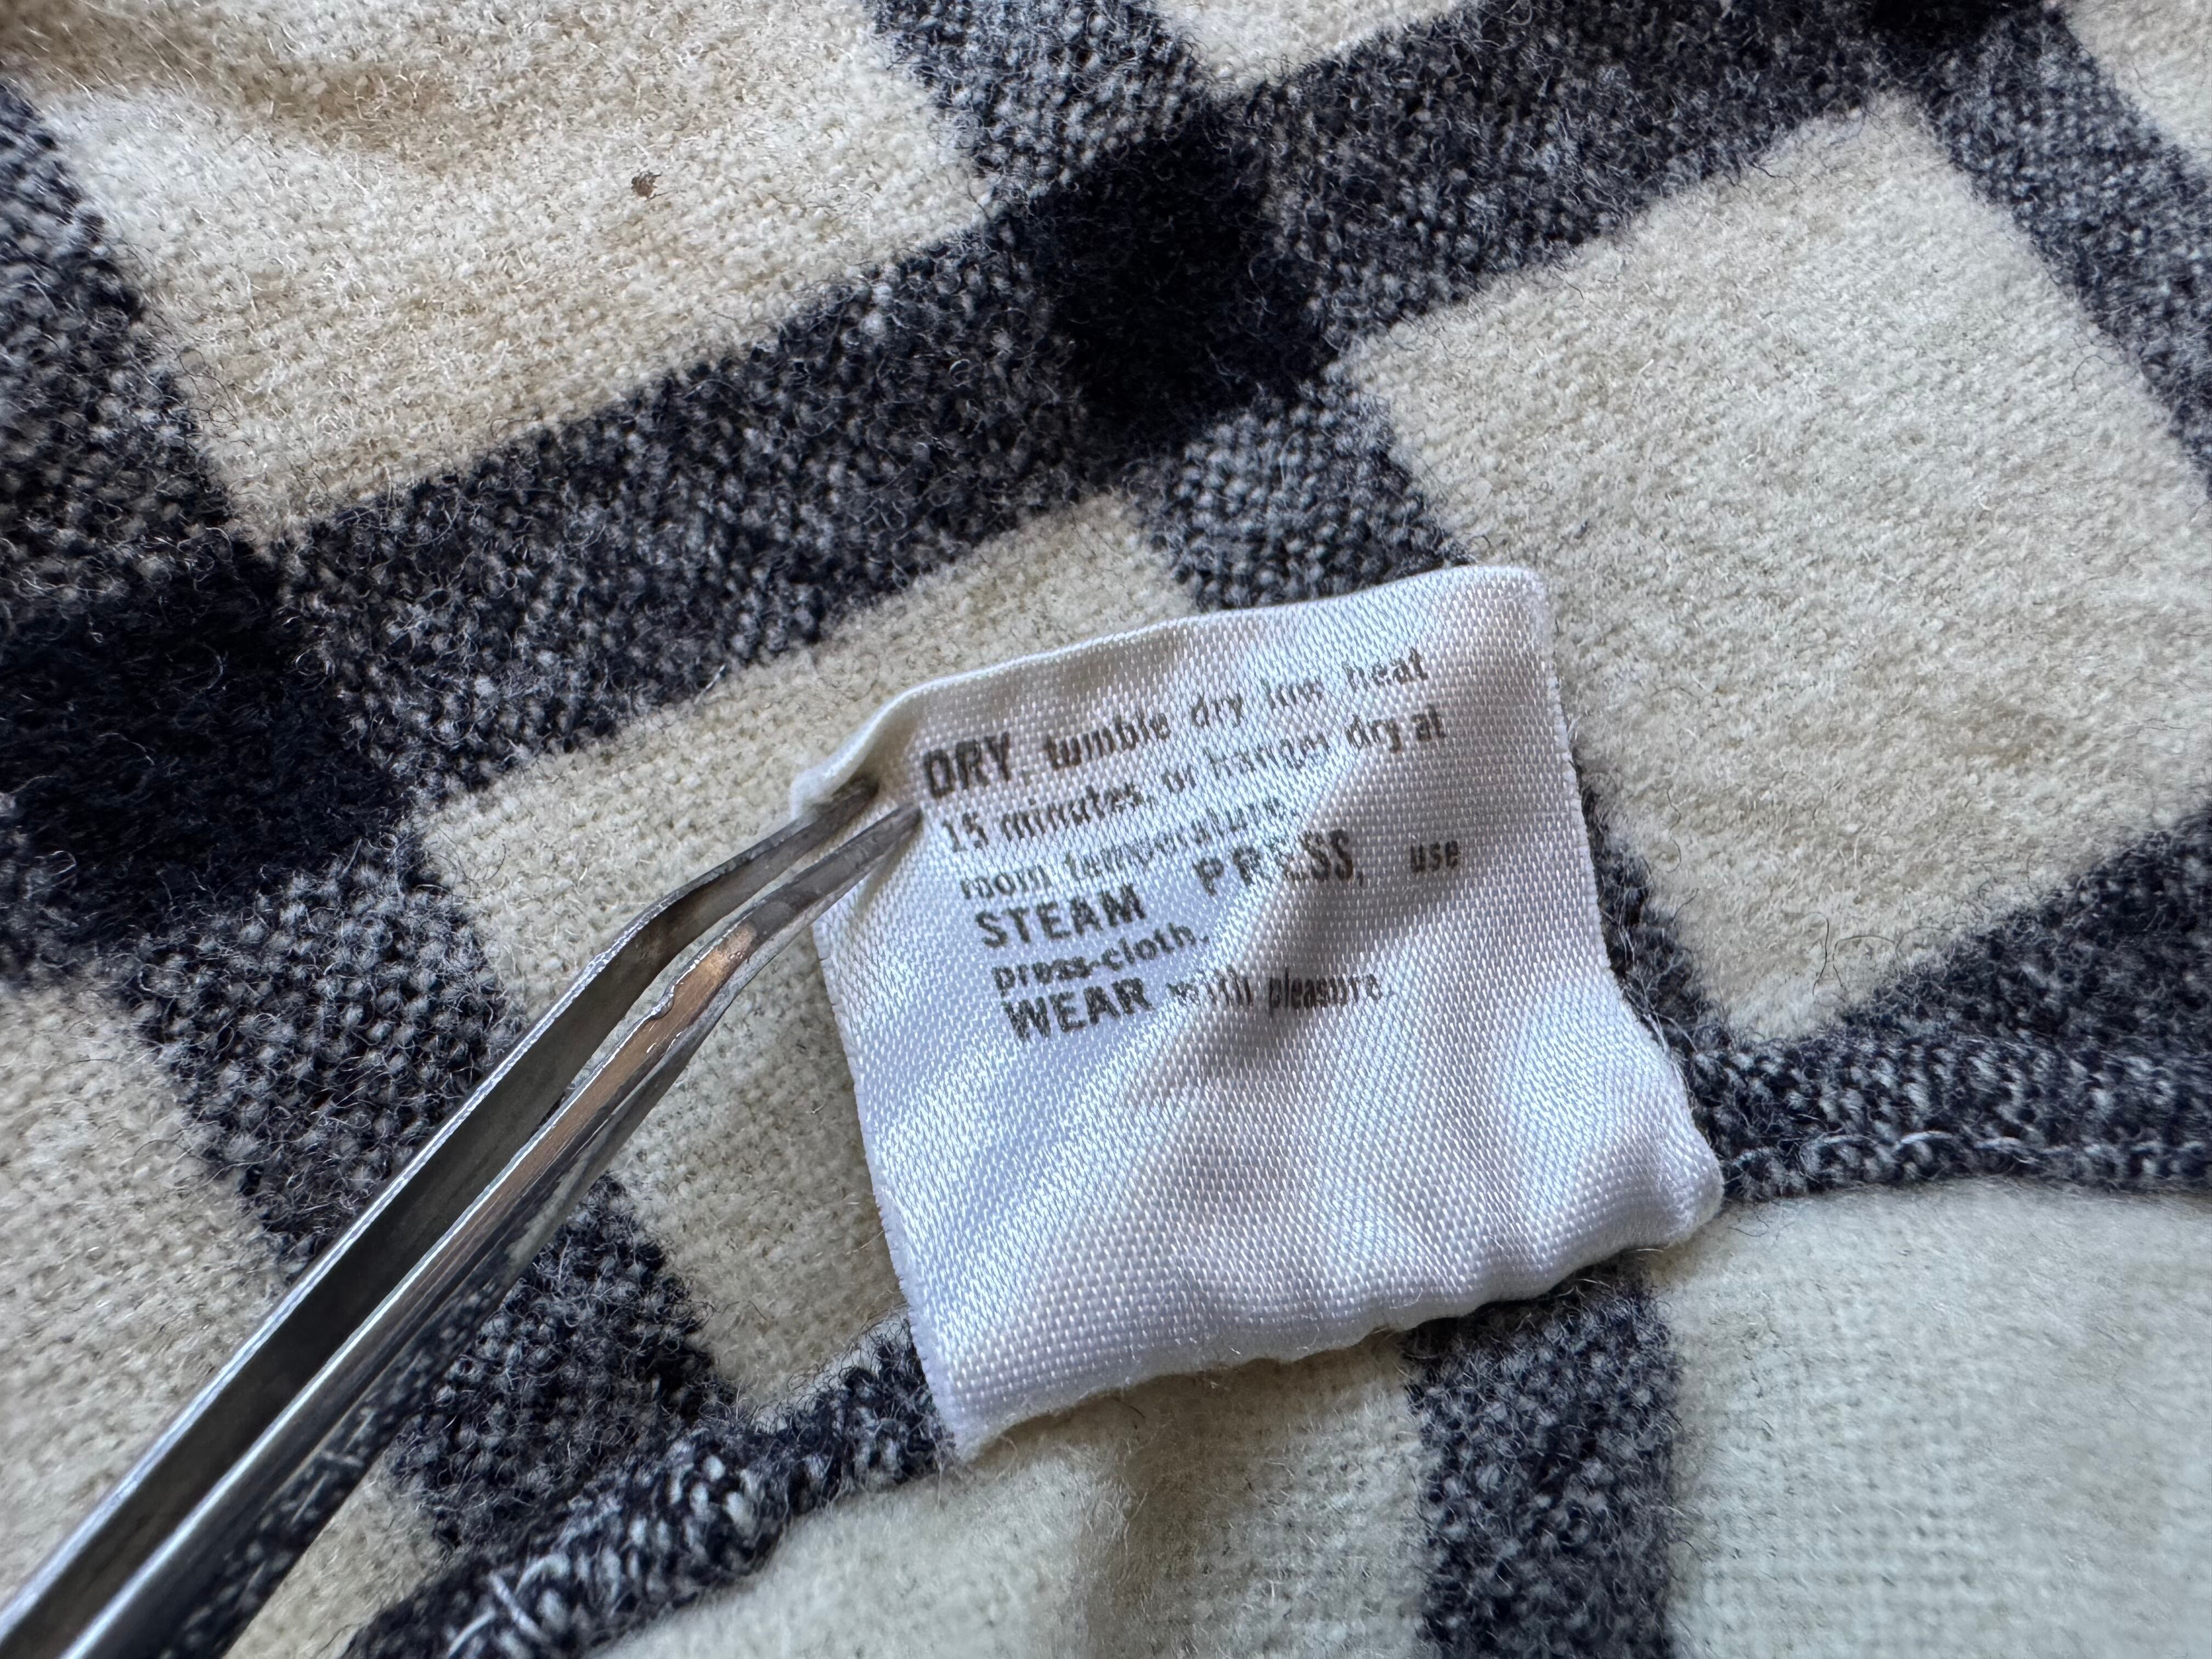 DRY, tumble dry low heat
15 minutes, or hanger dry at
room temperature.
STEAM PRESS, use
press-cloth.
WEAR with pleasure.